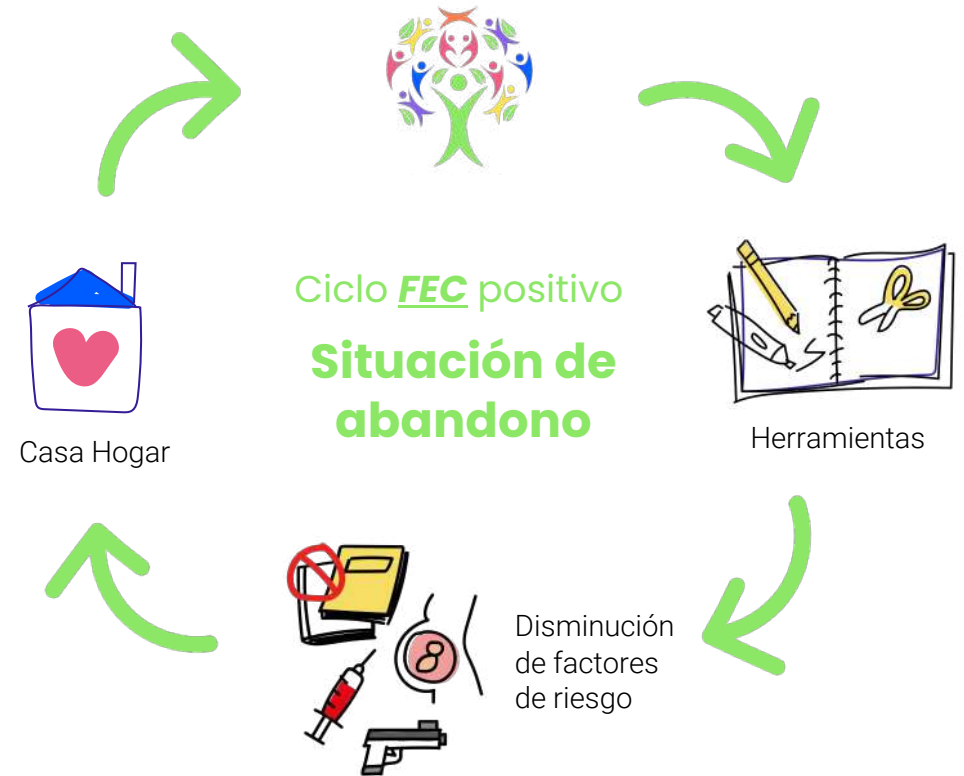 Ciclo FEC positivo
Situación de
abandono
Casa Hogar
Herramientas
Disminución
de factores
de riesgo